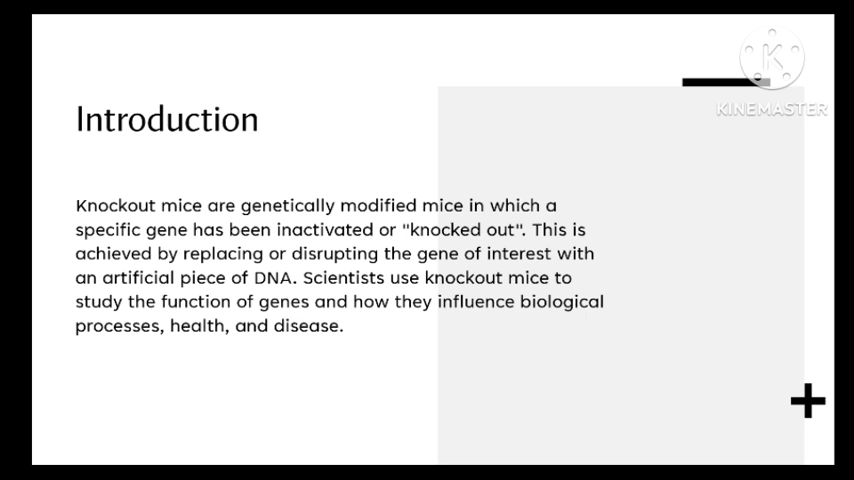 KINEMASTER
Introduction
Knockout mice are genetically modified mice in which a
specific gene has been inactivated or "knocked out". This is
achieved by replacing or disrupting the gene of interest with
an artificial piece of DNA. Scientists use knockout mice to
study the function of genes and how they influence biological
processes, health, and disease.